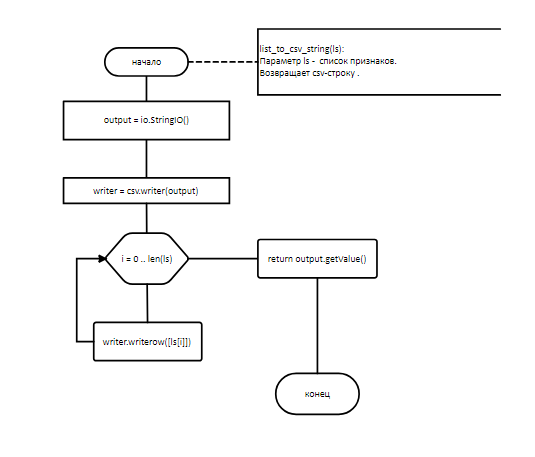 list_to_csv_string(ls):
Параметр ls -  список признаков.
Возвращает csv-строку .
начало
output = io.StringIO()
writer = csv.writer(output)
i = 0 .. len(ls)
return output.getValue()
writer.writerow([ls[i]])
конец